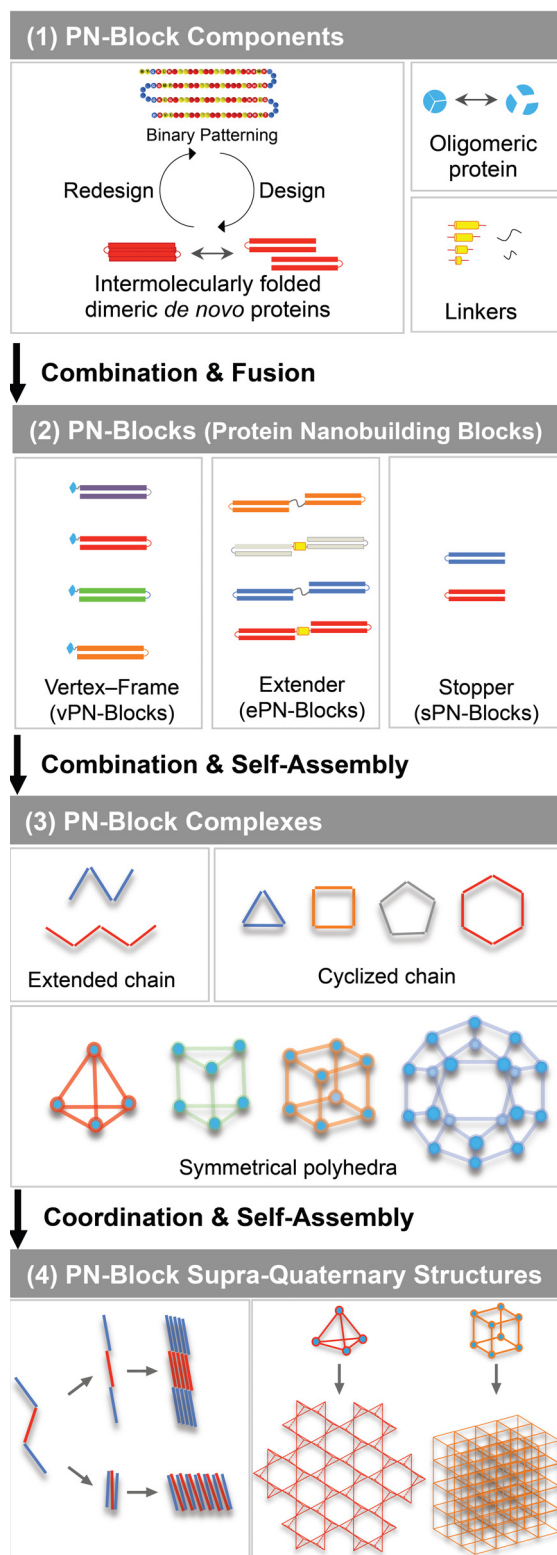 (1) PN-Block Components
Binary Patterning
Redesign
Design
Intermolecularly folded
dimeric de novo proteins
Oligomeric
protein
Linkers
Combination & Fusion
(2) PN-Blocks (Protein Nanobuilding Blocks)
Vertex–Frame
(vPN-Blocks)
Extender
(ePN-Blocks)
Stopper
(sPN-Blocks)
Combination & Self-Assembly
(3) PN-Block Complexes
Extended chain
Cyclized chain
Symmetrical polyhedra
Coordination & Self-Assembly
(4) PN-Block Supra-Quaternary Structures